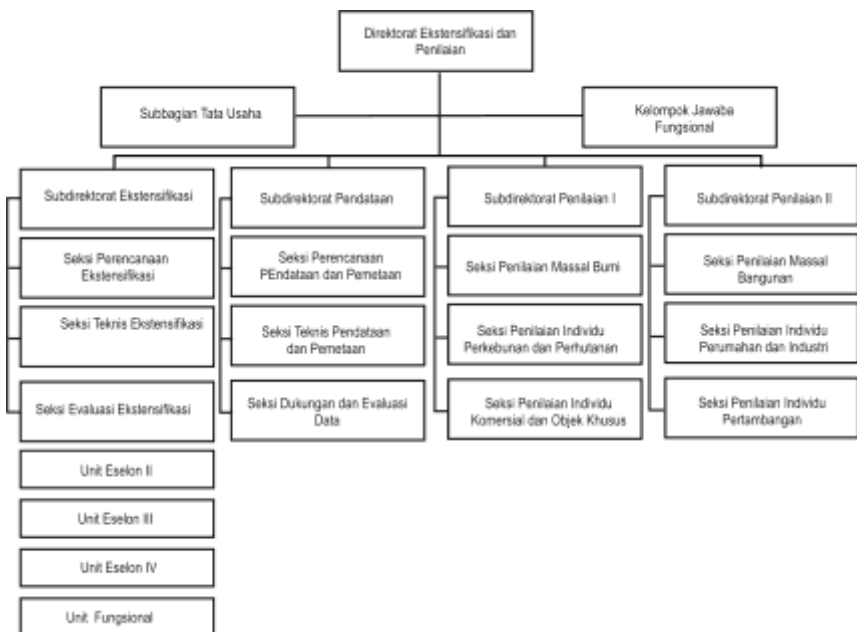 Direktorat Ekstensifikasi dan
Penilaian
Subbagian Tata Usaha
Kelompok Jawaba
Fungsional
Subdirektorat Ekstensifikasi
Seksi Perencanaan
Ekstensifikasi
Seksi Teknis Ekstensifikasi
Seksi Evaluasi Ekstensifikasi
Unit Eselon II
Unit Eselon III
Unit Eselon IV
Unit Fungsional
Subdirektorat Pendataan
Seksi Perencanaan
PEndataan dan Pemetaan
Seksi Teknis Pendataan
dan Pemetaan
Seksi Dukungan dan Evaluasi
Data
Subdirektorat Penilaian I
Seksi Penilaian Massal Bumi
Seksi Penilaian Individu
Perkebunan dan Perhutanan
Seksi Penilaian Individu
Komersial dan Objek Khusus
Subdirektorat Penilaian II
Seksi Penilaian Massal
Bangunan
Seksi Penilaian Individu
Perumahan dan Industri
Seksi Penilaian Individu
Pertambangan